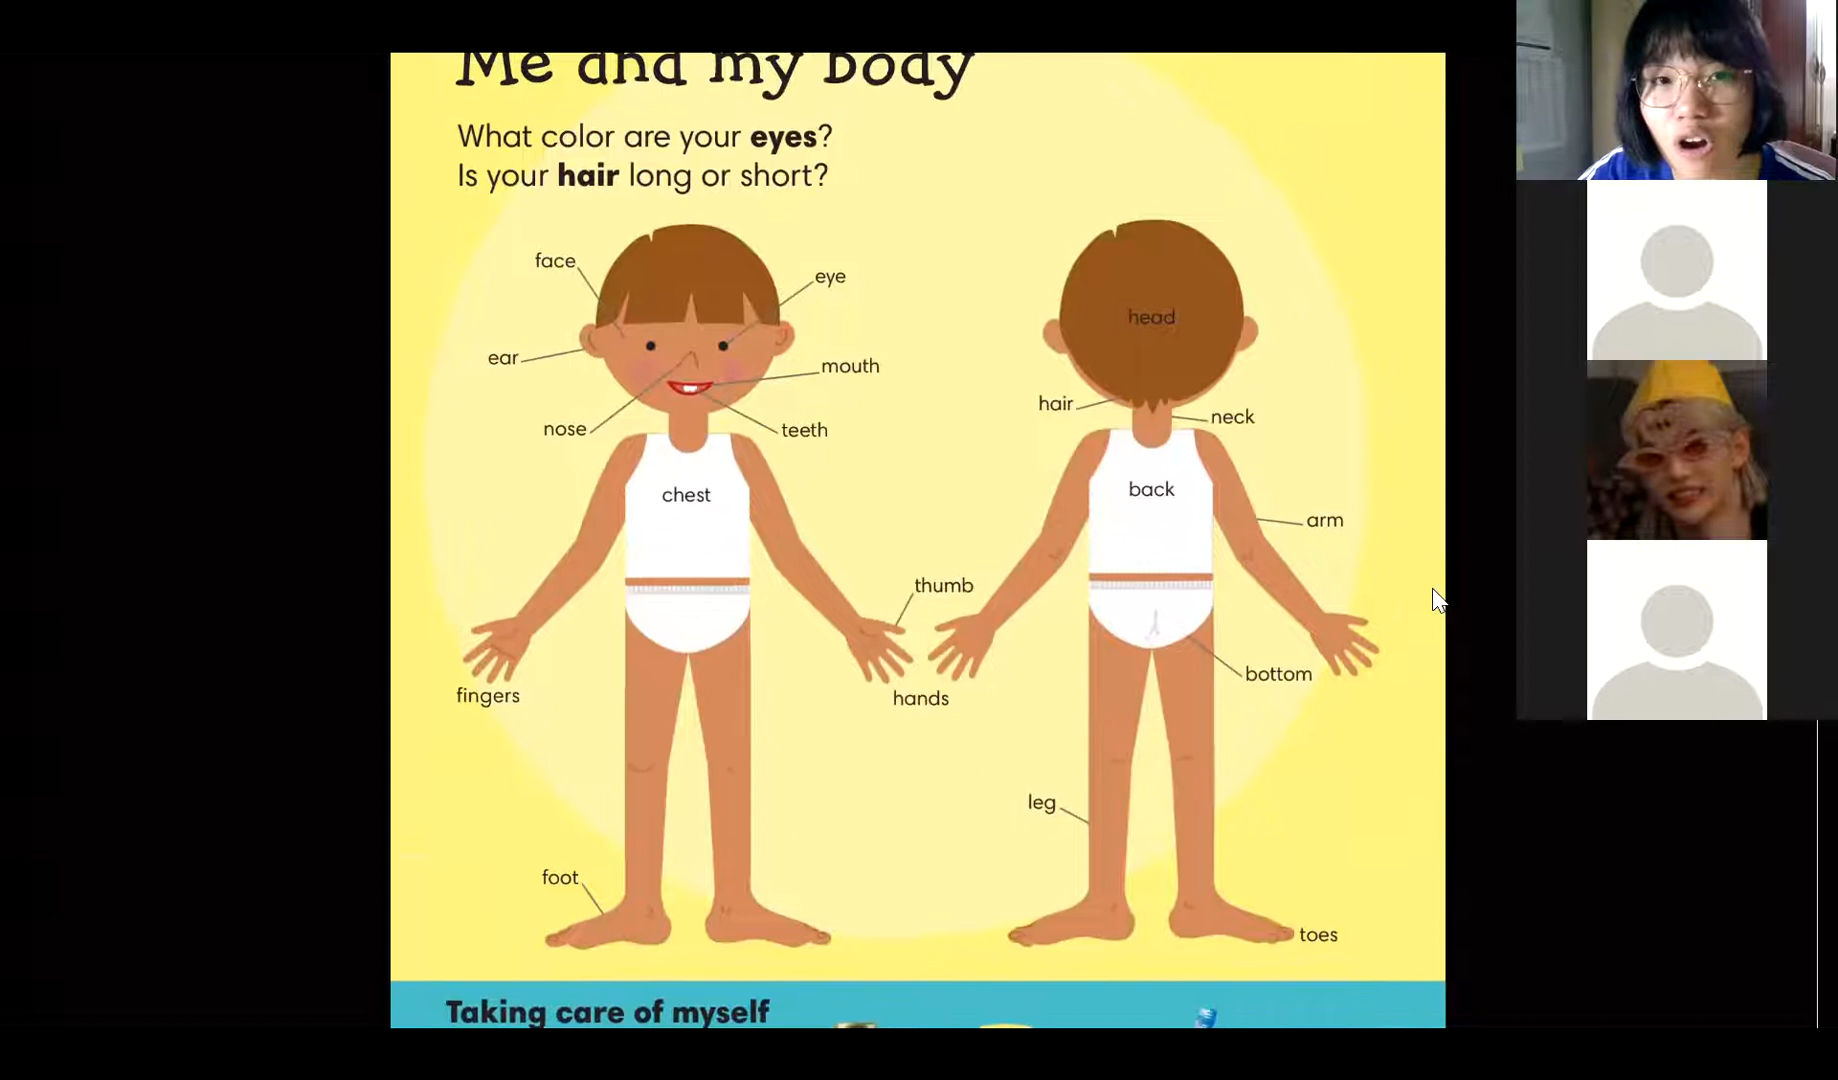 Me and my body
What color are your eyes?
Is your hair long or short?
face
eye
ear
mouth
nose
teeth
chest
thumb
fingers
hands
foot
head
hair
neck
back
arm
bottom
leg
toes
Taking care of myself